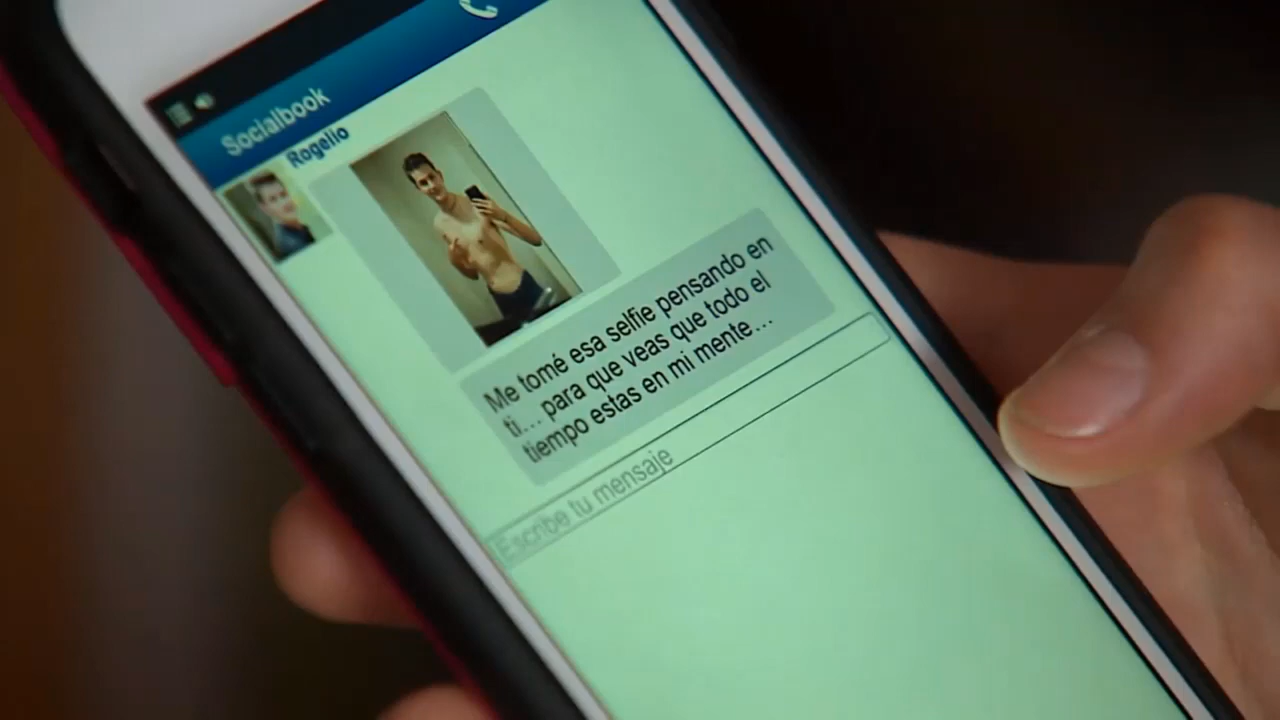 Socialbook
Rogelio
Me tomé esa selfie pensando en
ti... para que veas que todo el
tiempo estas en mi mente...
Escribe tu mensaje